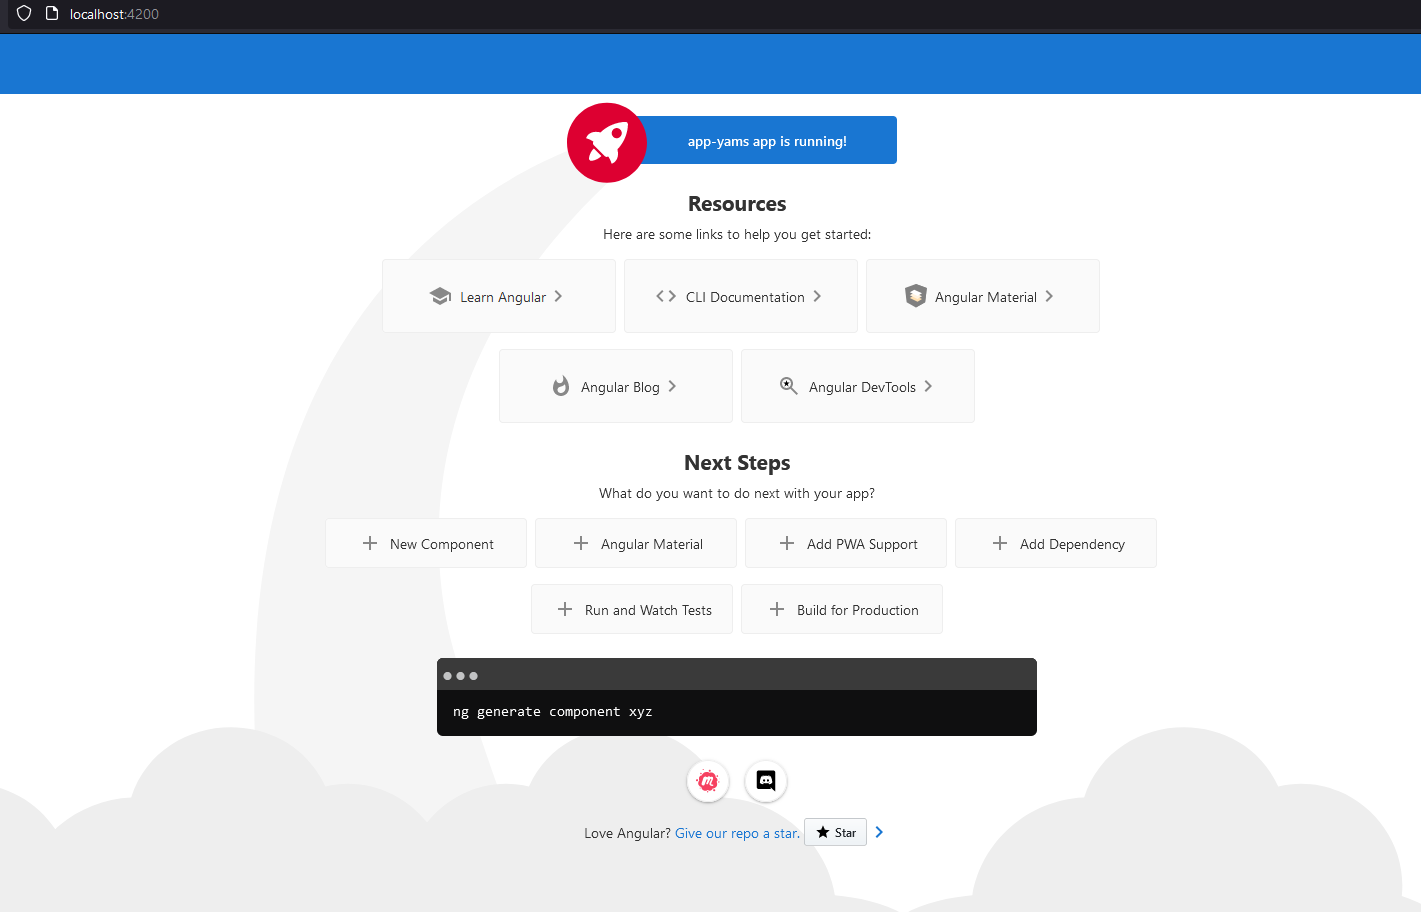 localhost:4200
app-yams app is running!
Resources
Here are some links to help you get started:
Learn Angular
CLI Documentation
Angular Material
Angular Blog
Angular DevTools
Next Steps
What do you want to do next with your app?
New Component
Angular Material
Add PWA Support
Add Dependency
Run and Watch Tests
Build for Production
ng generate component xyz
Love Angular? Give our repo a star. Star